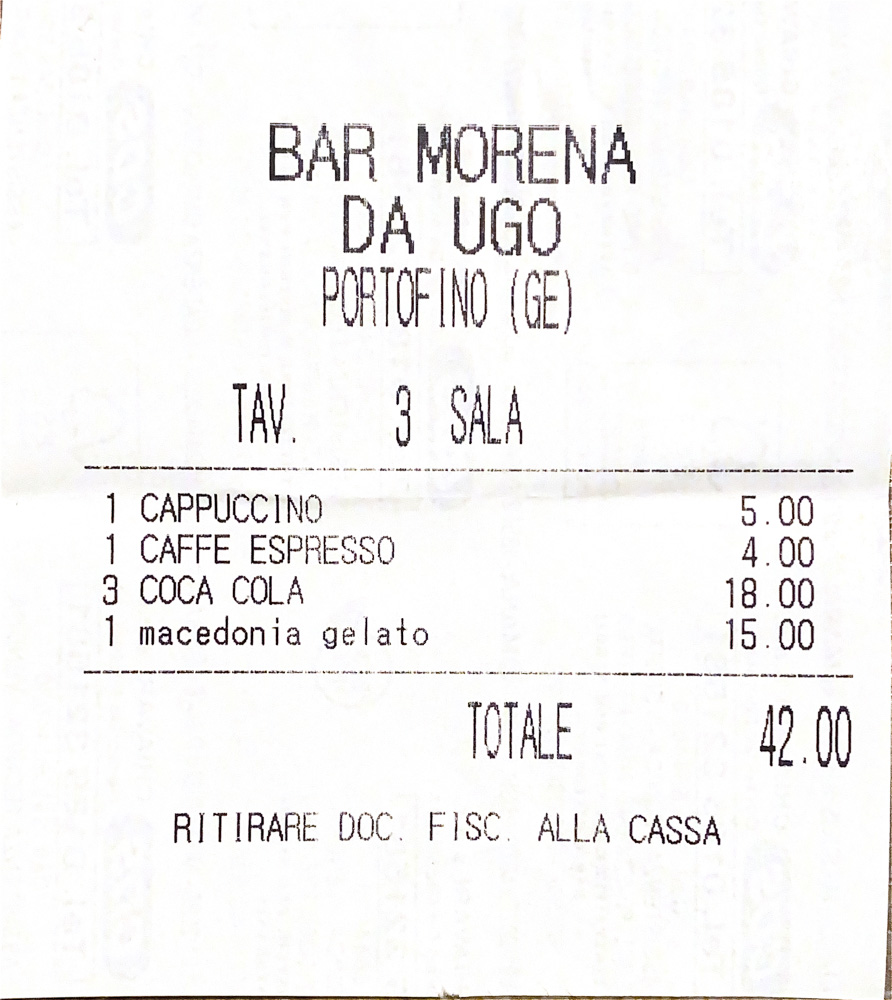 BAR MORENA
DA UGO
PORTOFINO (GE)
TAV. 3 SALA
1 CAPPUCCINO 5.00
1 CAFFE ESPRESSO 4.00
3 COCA COLA 18.00
1 macedonia gelato 15.00
TOTALE 42.00
RITIRARE DOC. FISC. ALLA CASSA